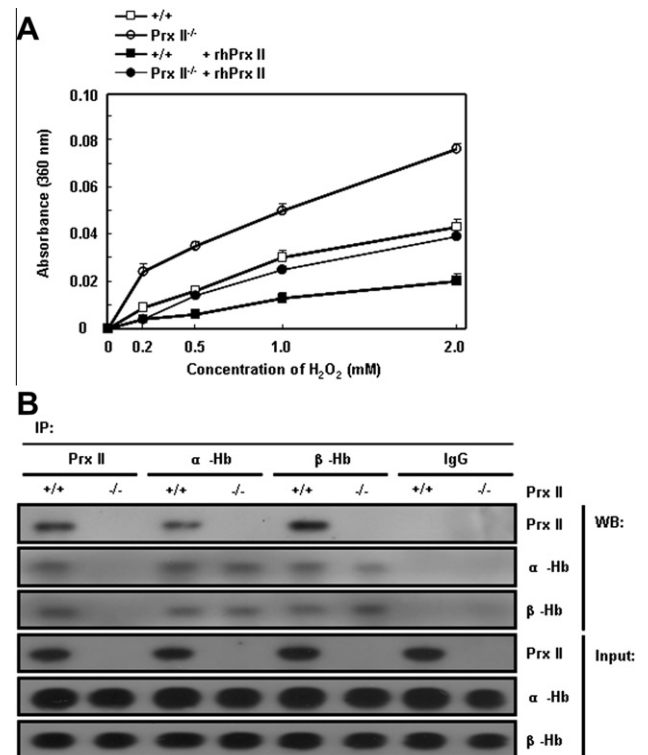 A
+/+
Prx II-/-
+/+ + rhPrx II
Prx II-/- + rhPrx II
0.10
0.08
0.06
0.04
0.02
0
Absorbance (360 nm)
0 0.2 0.5 1.0 2.0
Concentration of H2O2 (mM)
B
IP:
Prx II α -Hb β -Hb IgG
+/+ -/- +/+ -/- +/+ -/- +/+ -/- Prx II
Prx II WB:
α -Hb
β -Hb
Prx II Input:
α -Hb
β -Hb